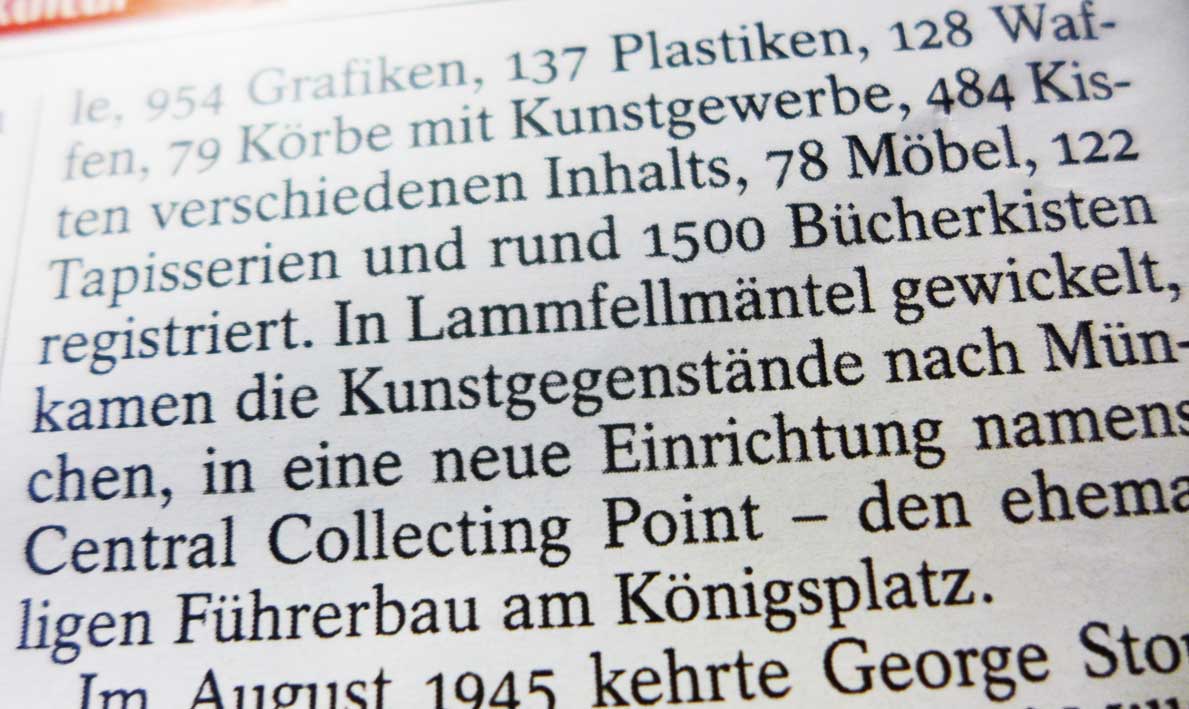 le, 954 Grafiken, 137 Plastiken, 128 Waf-
fen, 79 Körbe mit Kunstgewerbe, 484 Kis-
ten verschiedenen Inhalts, 78 Möbel, 122
Tapisserien und rund 1500 Bücherkisten
registriert. In Lammfellmäntel gewickelt,
kamen die Kunstgegenstände nach Mün-
chen, in eine neue Einrichtung namens
Central Collecting Point – den ehema
ligen Führerbau am Königsplatz.
Im August 1945 kehrte George